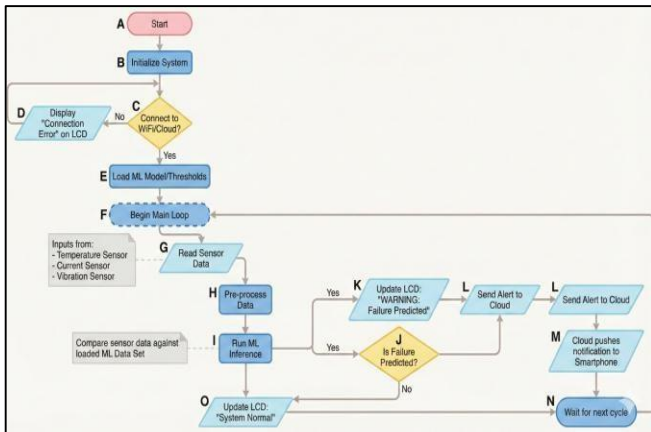 A
Start
B
Initialize System
C
Connect to
WiFi/Cloud?
D
Display
"Connection
Error" on LCD
No
Yes
E
Load ML Model/Thresholds
F
Begin Main Loop
Inputs from:
- Temperature Sensor
- Current Sensor
- Vibration Sensor
G
Read Sensor
Data
H
Pre-process
Data
Compare sensor data against
loaded ML Data Set
I
Run ML
Inference
Yes
Yes
K
Update LCD:
"WARNING:
Failure Predicted"
J
Is Failure
Predicted?
No
L
Send Alert to
Cloud
L
Send Alert to Cloud
M
Cloud pushes
notification to
Smartphone
O
Update LCD:
"System Normal"
N
Wait for next cycle